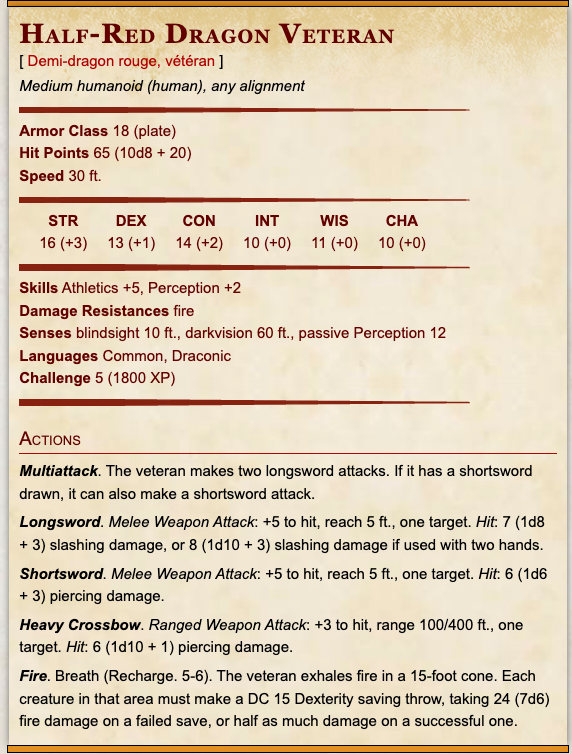 Half-Red Dragon Veteran
[ Demi-dragon rouge, vétéran ]
Medium humanoid (human), any alignment
Armor Class 18 (plate)
Hit Points 65 (10d8 + 20)
Speed 30 ft.
STR DEX CON INT WIS CHA
16 (+3) 13 (+1) 14 (+2) 10 (+0) 11 (+0) 10 (+0)
Skills Athletics +5, Perception +2
Damage Resistances fire
Senses blindsight 10 ft., darkvision 60 ft., passive Perception 12
Languages Common, Draconic
Challenge 5 (1800 XP)
Actions
Multiattack. The veteran makes two longsword attacks. If it has a shortsword
drawn, it can also make a shortsword attack.
Longsword. Melee Weapon Attack: +5 to hit, reach 5 ft., one target. Hit: 7 (1d8
+ 3) slashing damage, or 8 (1d10 + 3) slashing damage if used with two hands.
Shortsword. Melee Weapon Attack: +5 to hit, reach 5 ft., one target. Hit: 6 (1d6
+ 3) piercing damage.
Heavy Crossbow. Ranged Weapon Attack: +3 to hit, range 100/400 ft., one
target. Hit: 6 (1d10 + 1) piercing damage.
Fire. Breath (Recharge. 5-6). The veteran exhales fire in a 15-foot cone. Each
creature in that area must make a DC 15 Dexterity saving throw, taking 24 (7d6)
fire damage on a failed save, or half as much damage on a successful one.